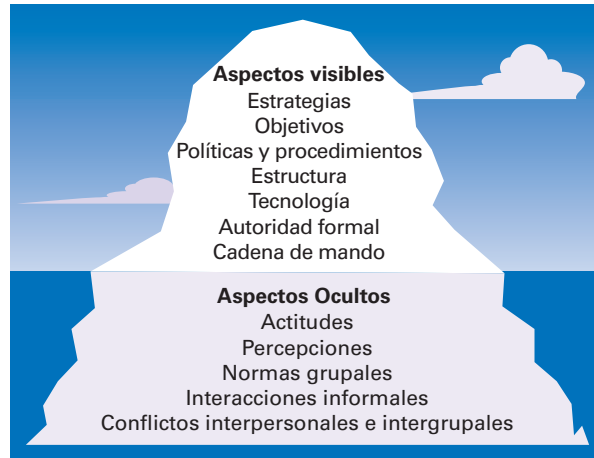 Aspectos visibles
Estrategias
Objetivos
Políticas y procedimientos
Estructura
Tecnología
Autoridad formal
Cadena de mando
Aspectos Ocultos
Actitudes
Percepciones
Normas grupales
Interacciones informales
Conflictos interpersonales e intergrupales